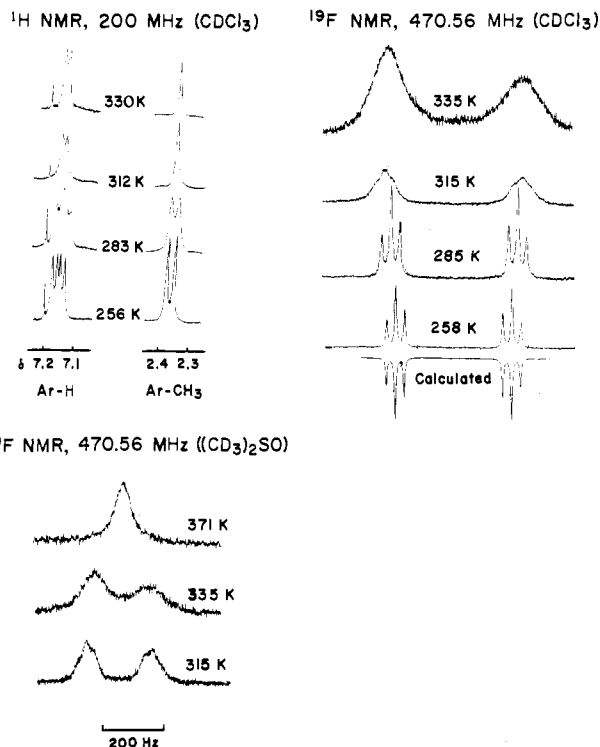 ¹H NMR, 200 MHz (CDCl₃)
330 K
312 K
283 K
256 K
δ 7.2 7.1 2.4 2.3
Ar-H Ar-CH₃
¹⁹F NMR, 470.56 MHz (CDCl₃)
335 K
315 K
285 K
258 K
Calculated
F NMR, 470.56 MHz ((CD₃)₂SO)
371 K
335 K
315 K
200 Hz